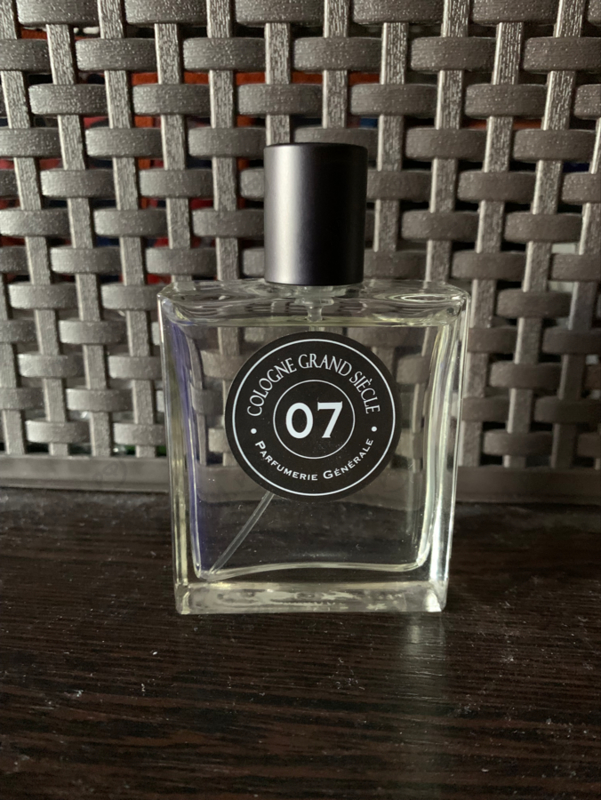 COLOGNE GRAND SIÈCLE
07
• PARFUMERIE GÉNÉRALE •